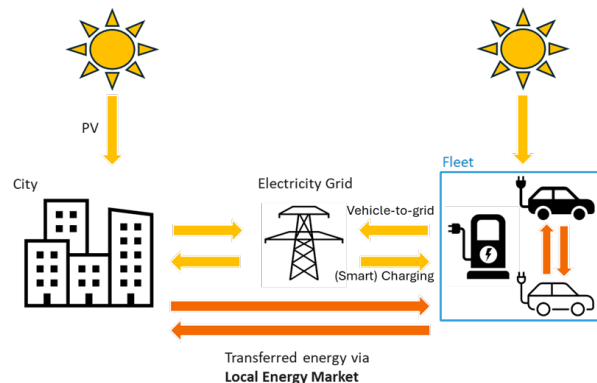 PV
Fleet
City
Electricity Grid
Vehicle-to-grid
(Smart) Charging
Transferred energy via
Local Energy Market